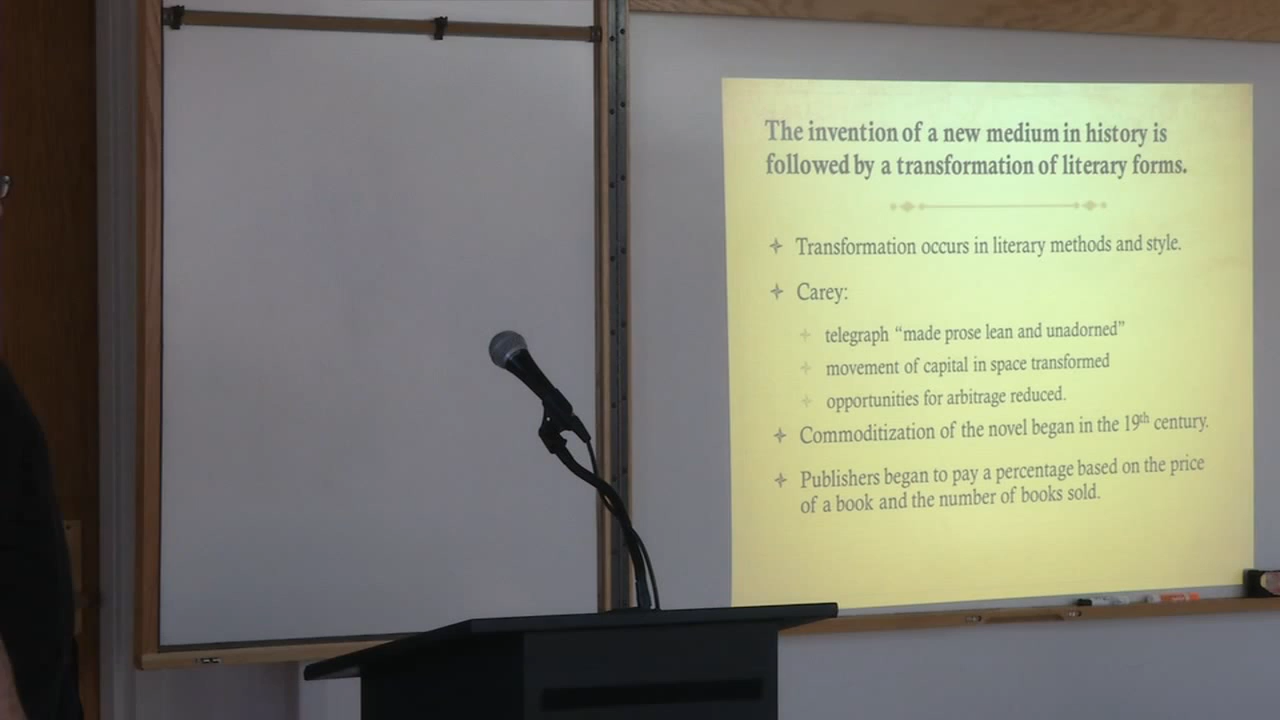 The invention of a new medium in history is
followed by a transformation of literary forms.
Transformation occurs in literary methods and style.
Carey:
telegraph “made prose lean and unadorned”
movement of capital in space transformed
opportunities for arbitrage reduced.
Commoditization of the novel began in the 19th century.
Publishers began to pay a percentage based on the price
of a book and the number of books sold.